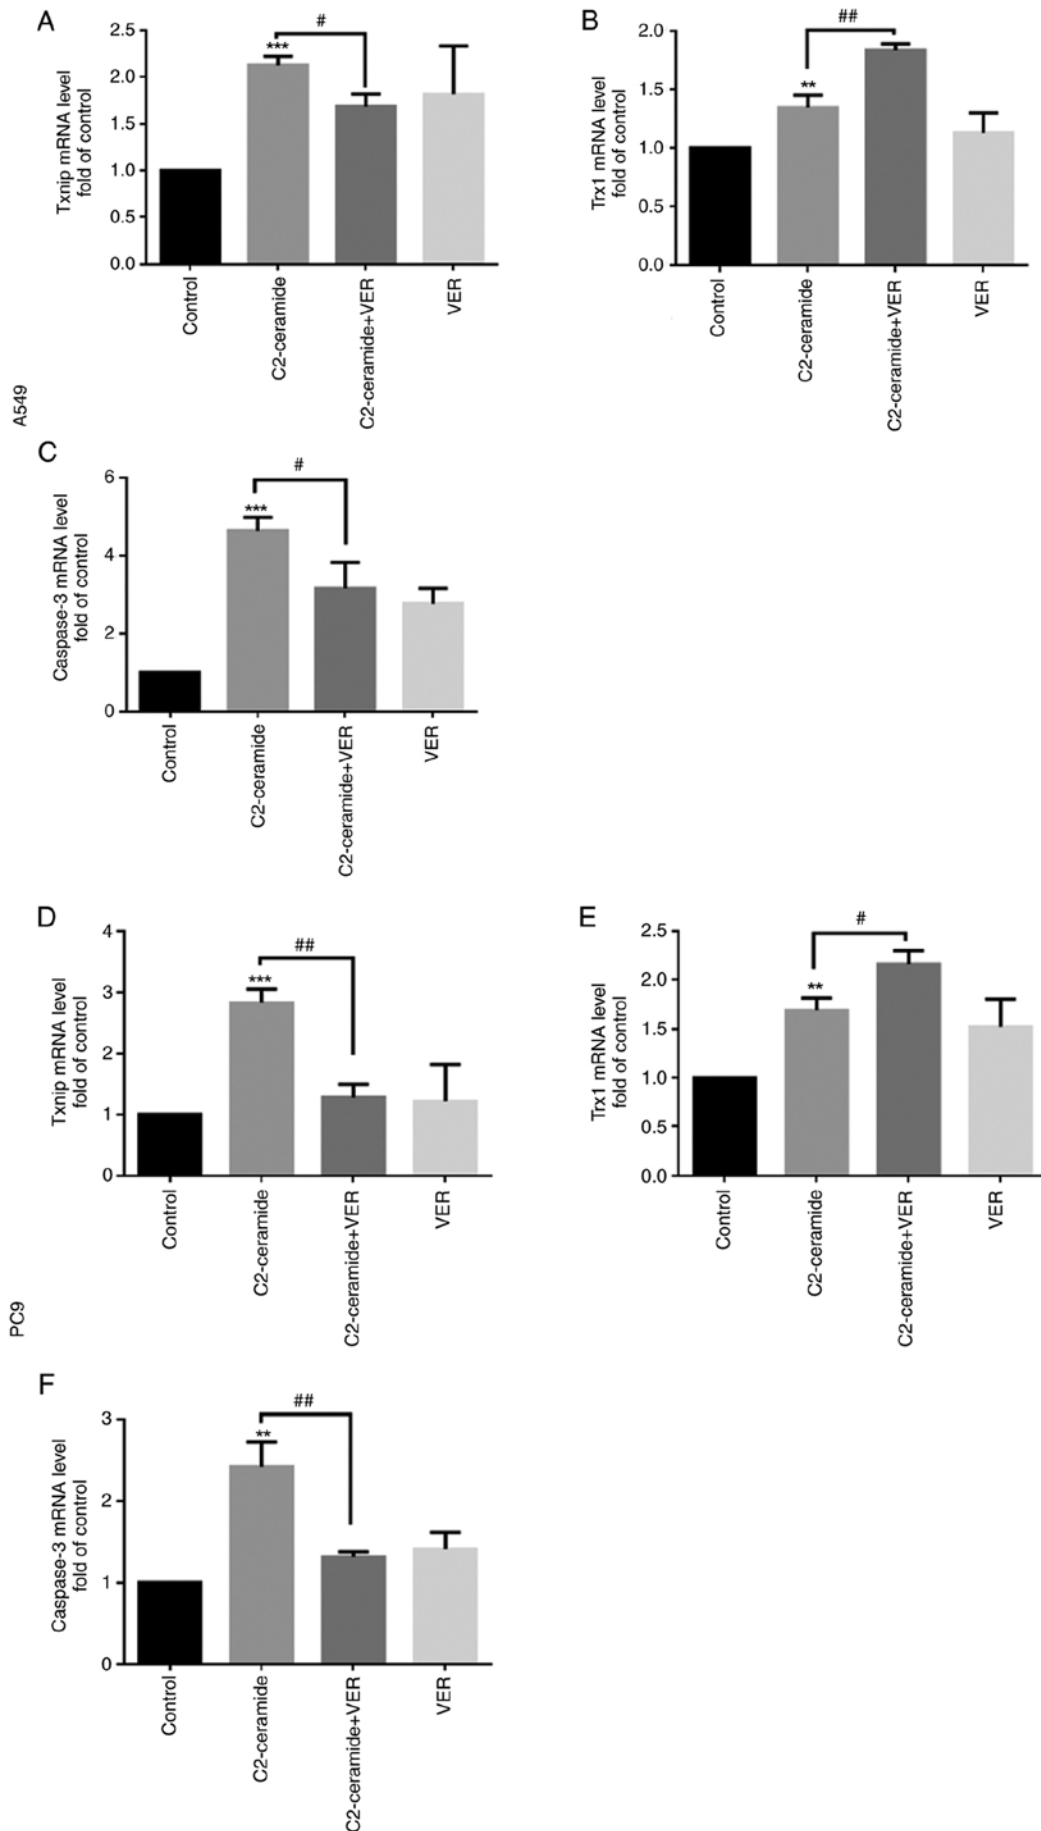 A
Txnip mRNA level
fold of control
2.5
2.0
1.5
1.0
0.5
0.0
***
#
Control
C2-ceramide
C2-ceramide+VER
VER
B
Trx1 mRNA level
fold of control
2.0
1.5
1.0
0.5
0.0
**
##
Control
C2-ceramide
C2-ceramide+VER
VER
A549
C
Caspase-3 mRNA level
fold of control
6
4
2
0
***
#
Control
C2-ceramide
C2-ceramide+VER
VER
D
Txnip mRNA level
fold of control
4
3
2
1
0
***
##
Control
C2-ceramide
C2-ceramide+VER
VER
E
Trx1 mRNA level
fold of control
2.5
2.0
1.5
1.0
0.5
0.0
**
#
Control
C2-ceramide
C2-ceramide+VER
VER
PC9
F
Caspase-3 mRNA level
fold of control
3
2
1
0
**
##
Control
C2-ceramide
C2-ceramide+VER
VER